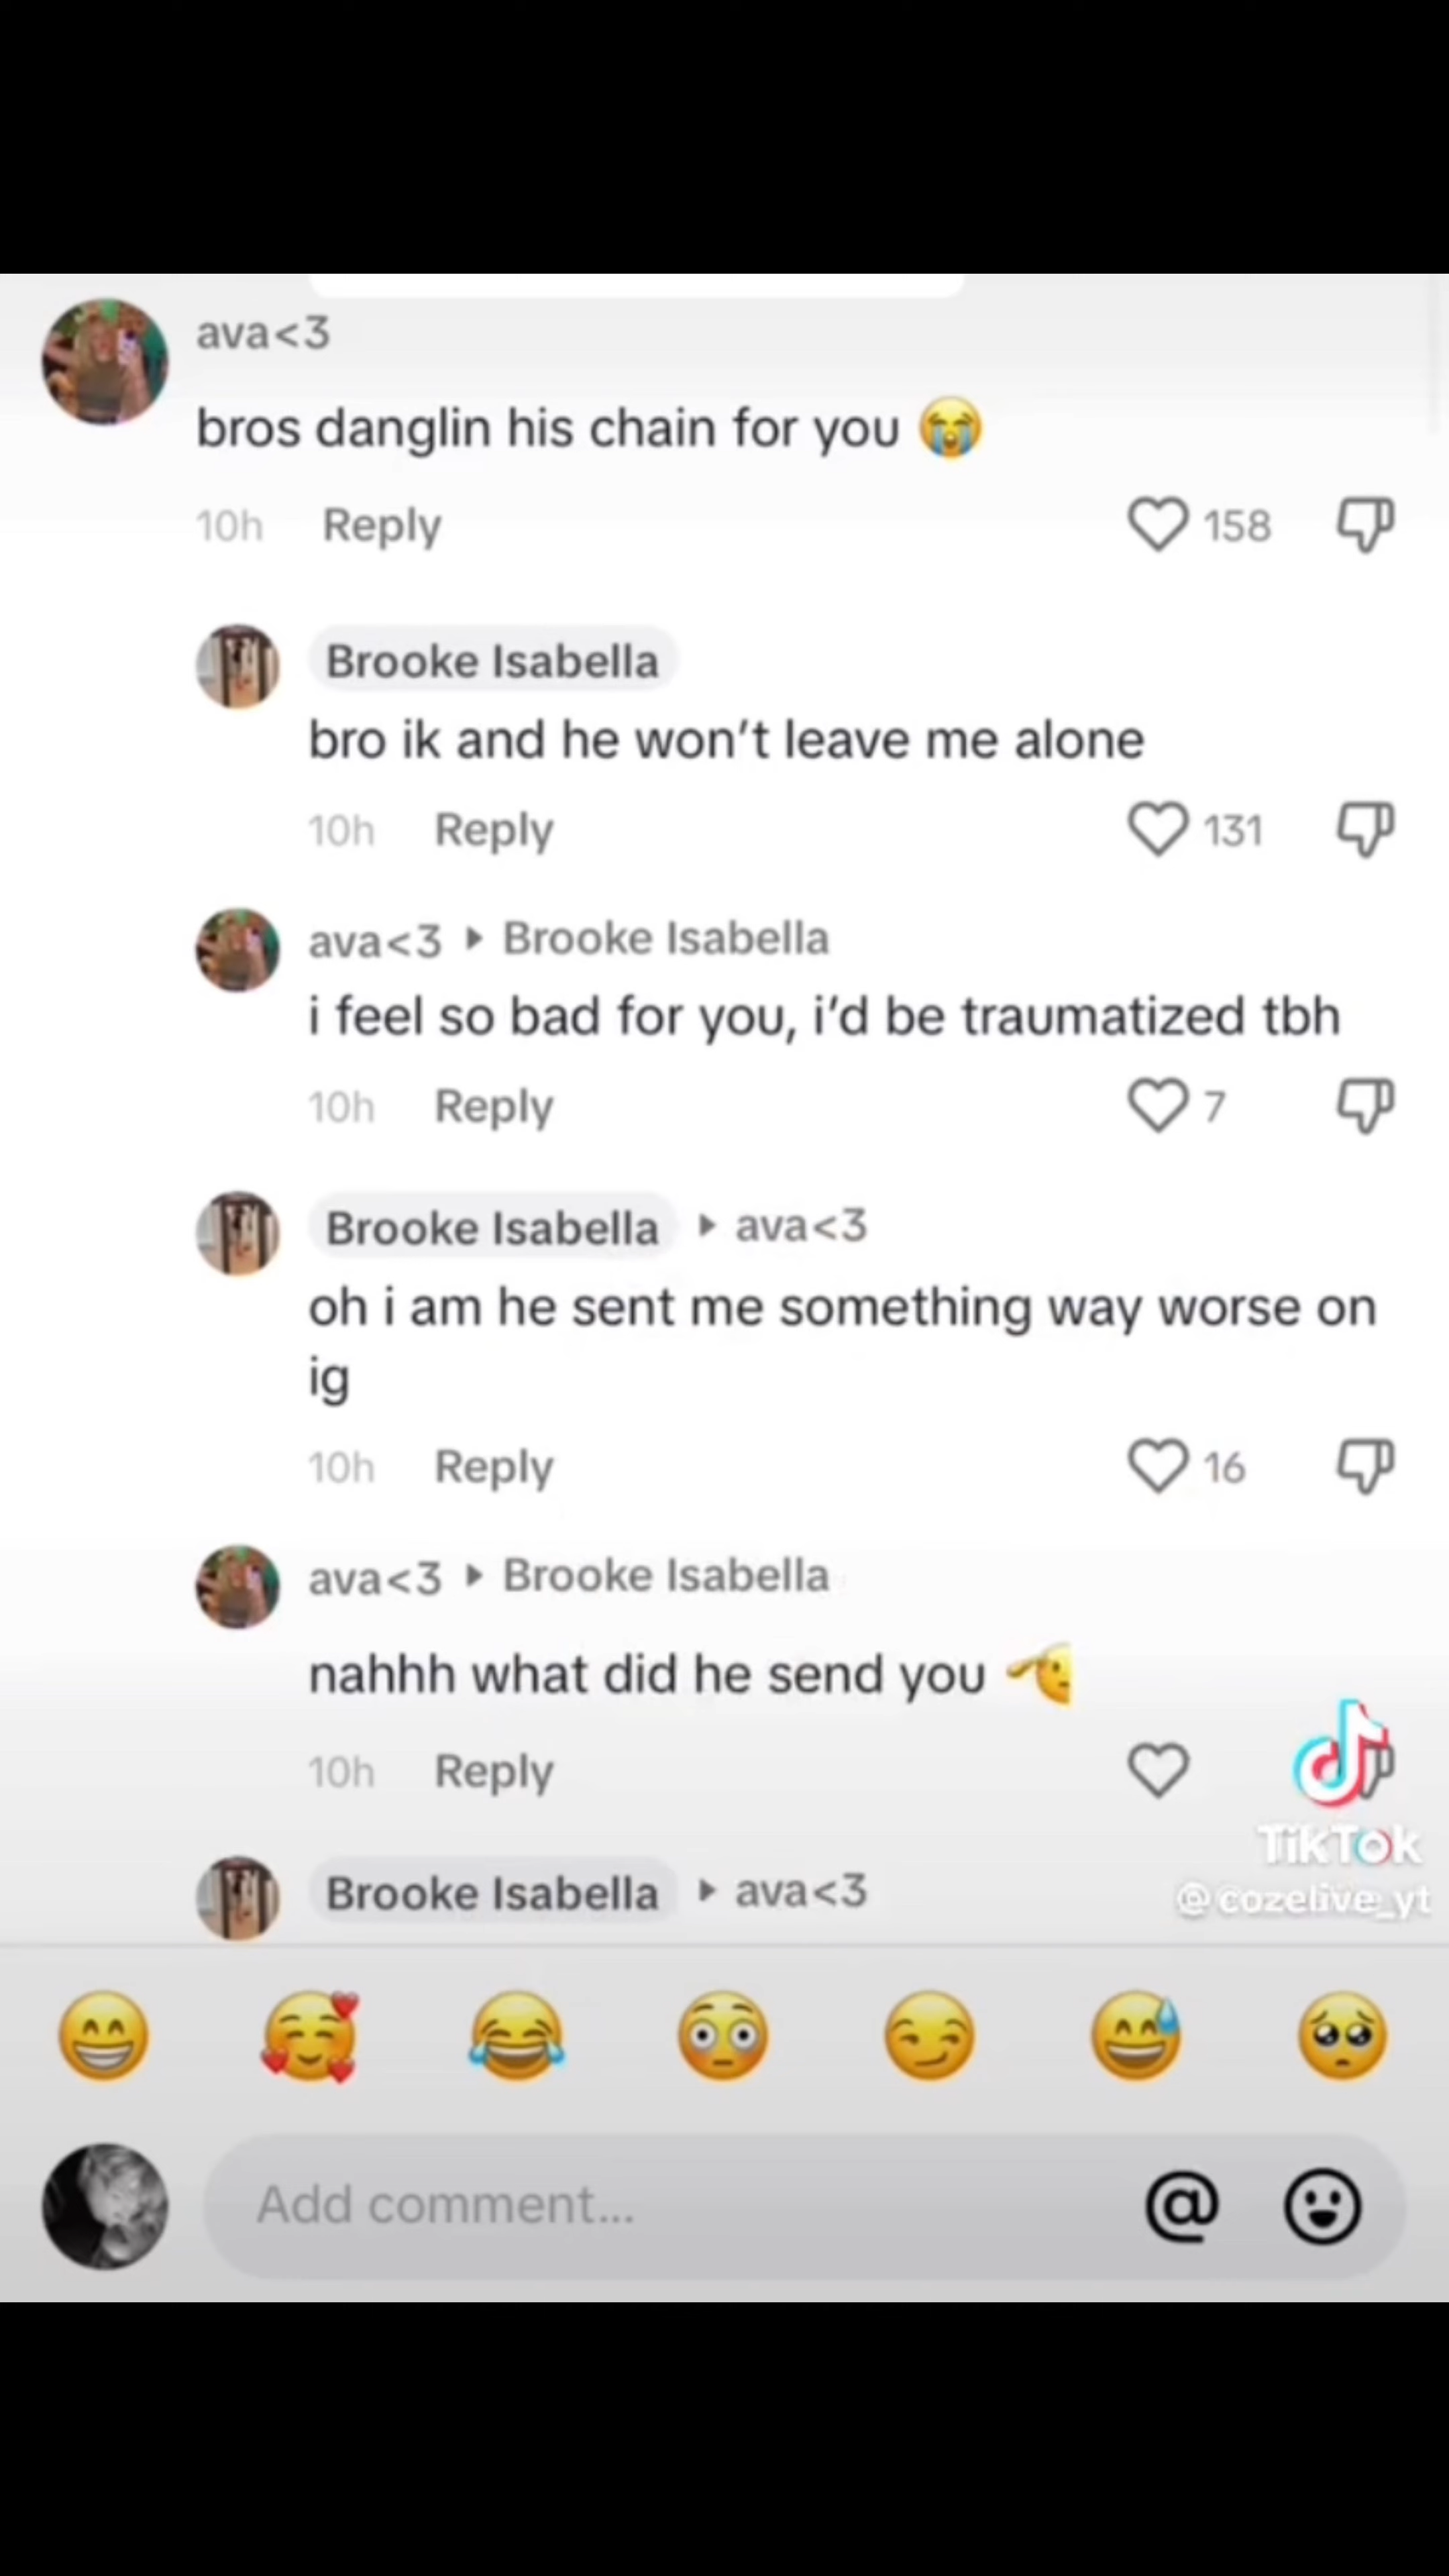 ava<3
bros danglin his chain for you 😭
10h Reply 158
Brooke Isabella
bro ik and he won’t leave me alone
10h Reply 131
ava<3 ▸ Brooke Isabella
i feel so bad for you, i’d be traumatized tbh
10h Reply 7
Brooke Isabella ▸ ava<3
oh i am he sent me something way worse on
ig
10h Reply 16
ava<3 ▸ Brooke Isabella
nahhh what did he send you
10h Reply
TikTok
@cozelive_yt
Brooke Isabella ▸ ava<3
Add comment...